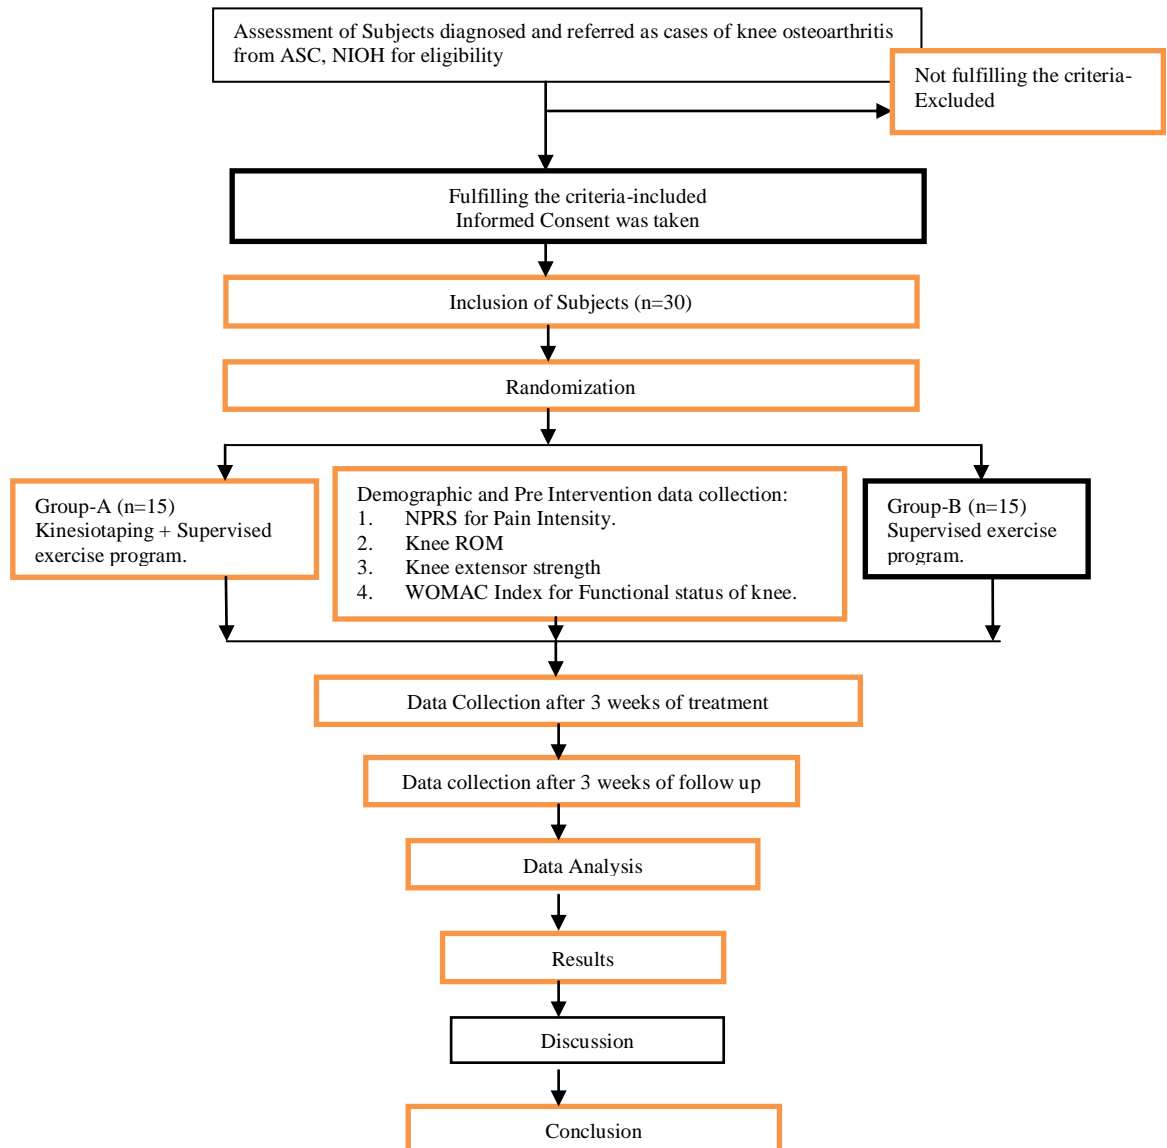 Assessment of Subjects diagnosed and referred as cases of knee osteoarthritis
from ASC, NIOH for eligibility
Not fulfilling the criteria-
Excluded
Fulfilling the criteria-included
Informed Consent was taken
Inclusion of Subjects (n=30)
Randomization
Group-A (n=15)
Kinesiotaping + Supervised
exercise program.
Demographic and Pre Intervention data collection:
1. NPRS for Pain Intensity.
2. Knee ROM
3. Knee extensor strength
4. WOMAC Index for Functional status of knee.
Group-B (n=15)
Supervised exercise
program.
Data Collection after 3 weeks of treatment
Data collection after 3 weeks of follow up
Data Analysis
Results
Discussion
Conclusion